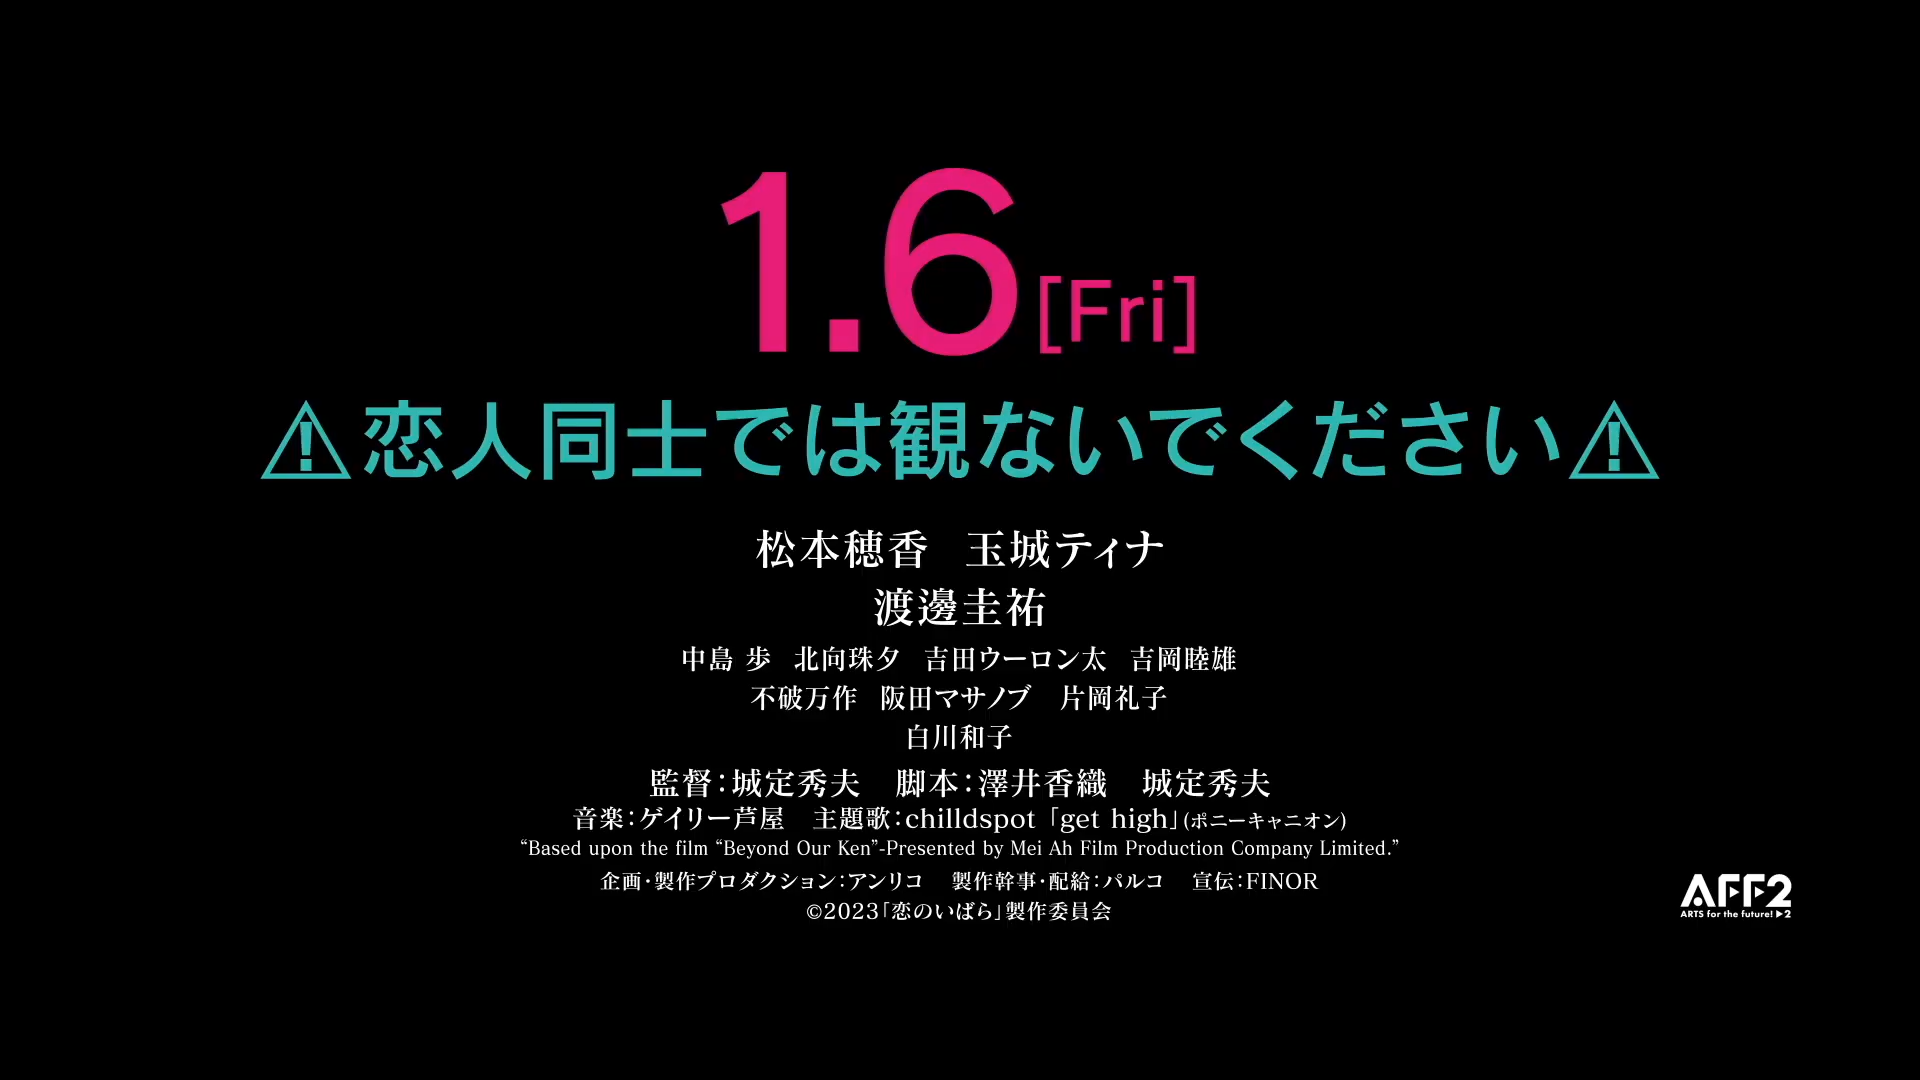 1.6[Fri]
⚠恋人同士では観ないでください⚠
松本穂香 玉城ティナ
渡邊圭祐
中島 歩 北向珠夕 吉田ウーロン太 吉岡睦雄
不破万作 阪田マサノブ 片岡礼子
白川和子
監督：城定秀夫 脚本：澤井香織 城定秀夫
音楽：ゲイリー芦屋 主題歌：chilldspot「get high」(ポニーキャニオン)
“Based upon the film “Beyond Our Ken”-Presented by Mei Ah Film Production Company Limited.”
企画・製作プロダクション：アンリコ 製作幹事・配給：パルコ 宣伝：FINOR
©2023「恋のいばら」製作委員会
AFF2
ARTS for the future! ▶2